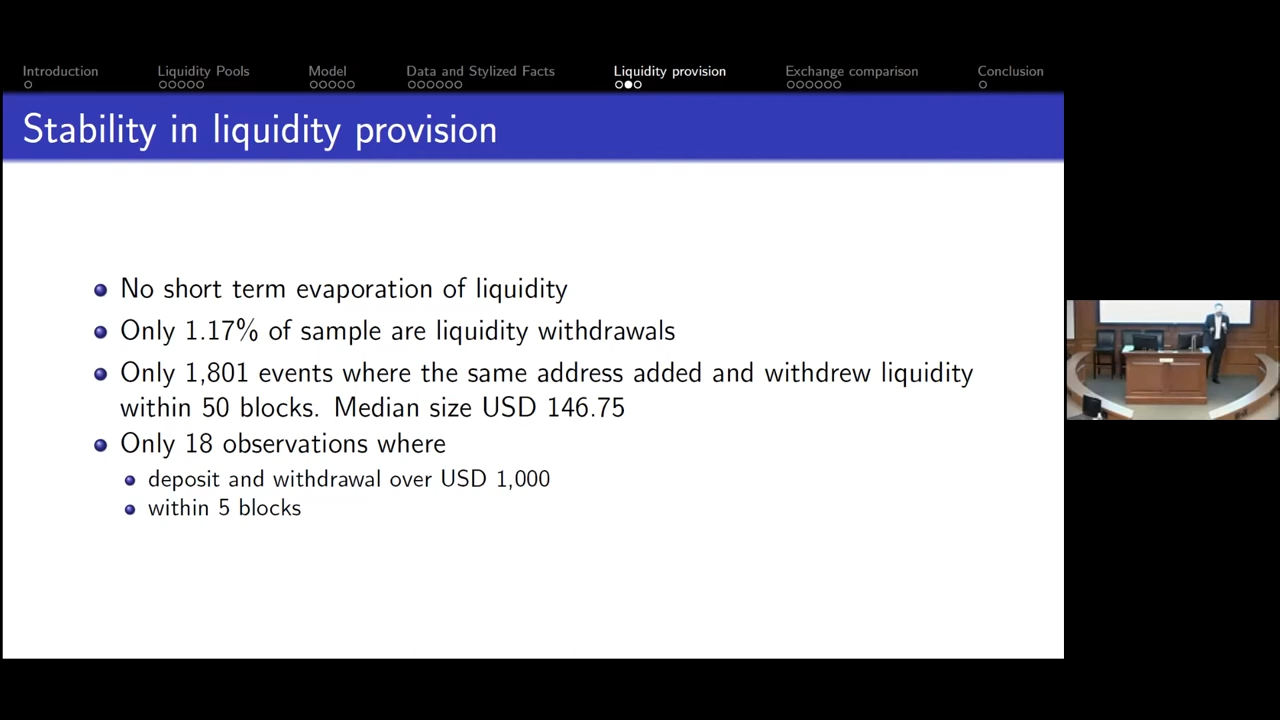 Introduction
Liquidity Pools
Model
Data and Stylized Facts
Liquidity provision
Exchange comparison
Conclusion
Stability in liquidity provision
No short term evaporation of liquidity
Only 1.17% of sample are liquidity withdrawals
Only 1,801 events where the same address added and withdrew liquidity
within 50 blocks. Median size USD 146.75
Only 18 observations where
deposit and withdrawal over USD 1,000
within 5 blocks